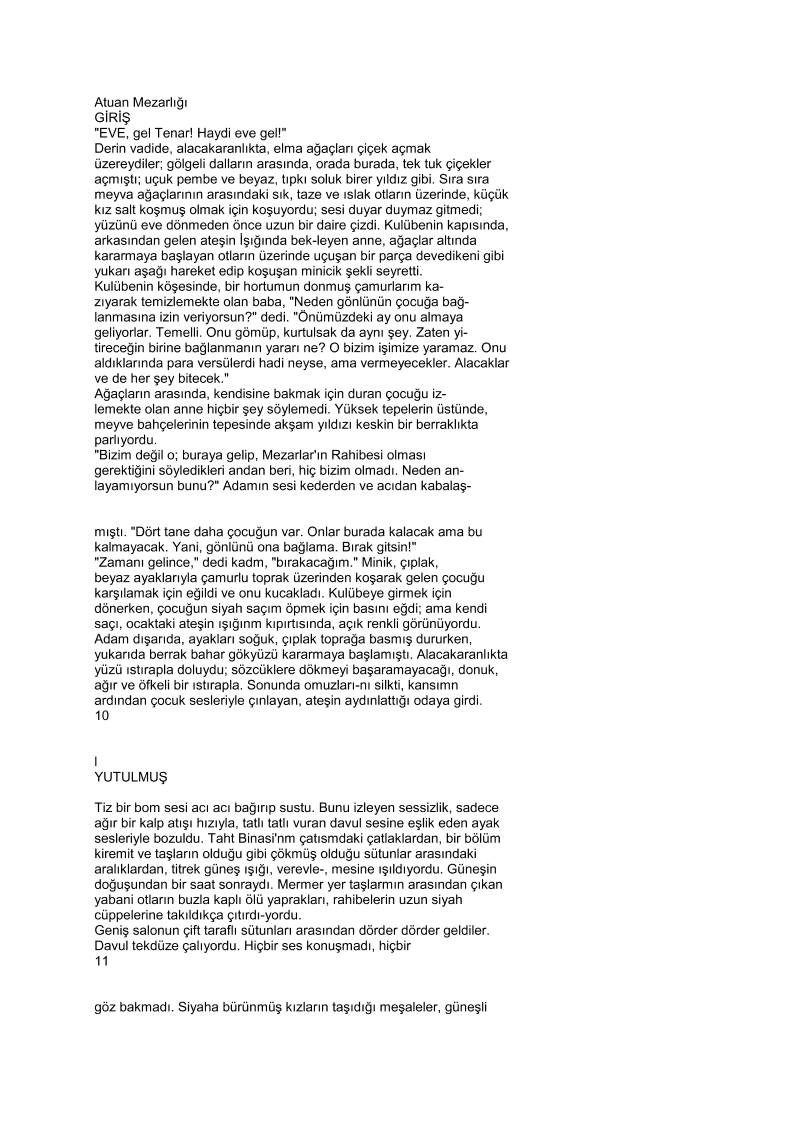 Atuan Mezarlığı
GİRİŞ
"EVE, gel Tenar! Haydi eve gel!"
Derin vadide, alacakaranlıkta, elma ağaçları çiçek açmak
üzereydiler; gölgeli dalların arasında, orada burada, tek tuk çiçekler
açmıştı; uçuk pembe ve beyaz, tıpkı soluk birer yıldız gibi. Sıra sıra
meyva ağaçlarının arasındaki sık, taze ve ıslak otların üzerinde, küçük
kız salt koşmuş olmak için koşuyordu; sesi duyar duymaz gitmedi;
yüzünü eve dönmeden önce uzun bir daire çizdi. Kulübenin kapısında,
arkasından gelen ateşin İşığında bek-leyen anne, ağaçlar altında
kararmaya başlayan otların üzerinde uçuşan bir parça devedikeni gibi
yukarı aşağı hareket edip koşuşan minicik şekli seyretti.
Kulübenin köşesinde, bir hortumun donmuş çamurlarım ka-
zıyarak temizlemekte olan baba, "Neden gönlünün çocuğa bağ-
lanmasına izin veriyorsun?" dedi. "Önümüzdeki ay onu almaya
geliyorlar. Temelli. Onu gömüp, kurtulsak da aynı şey. Zaten yi-
tireceğin birine bağlanmanın yararı ne? O bizim işimize yaramaz. Onu
aldıklarında para versülerdi hadi neyse, ama vermeyecekler. Alacaklar
ve de her şey bitecek."
Ağaçların arasında, kendisine bakmak için duran çocuğu iz-
lemekte olan anne hiçbir şey söylemedi. Yüksek tepelerin üstünde,
meyve bahçelerinin tepesinde akşam yıldızı keskin bir berraklıkta
parlıyordu.
"Bizim değil o; buraya gelip, Mezarlar'ın Rahibesi olması
gerektiğini söyledikleri andan beri, hiç bizim olmadı. Neden an-
layamıyorsun bunu?" Adamın sesi kederden ve acıdan kabalaş-
mıştı. "Dört tane daha çocuğun var. Onlar burada kalacak ama bu
kalmayacak. Yani, gönlünü ona bağlama. Bırak gitsin!"
"Zamanı gelince," dedi kadm, "bırakacağım." Minik, çıplak,
beyaz ayaklarıyla çamurlu toprak üzerinden koşarak gelen çocuğu
karşılamak için eğildi ve onu kucakladı. Kulübeye girmek için
dönerken, çocuğun siyah saçım öpmek için basını eğdi; ama kendi
saçı, ocaktaki ateşin ışığınm kıpırtısında, açık renkli görünüyordu.
Adam dışarıda, ayakları soğuk, çıplak toprağa basmış dururken,
yukarıda berrak bahar gökyüzü kararmaya başlamıştı. Alacakaranlıkta
yüzü ıstırapla doluydu; sözcüklere dökmeyi başaramayacağı, donuk,
ağır ve öfkeli bir ıstırapla. Sonunda omuzları-nı silkti, kansımn
ardından çocuk sesleriyle çınlayan, ateşin aydınlattığı odaya girdi.
10
l
YUTULMUŞ
Tiz bir bom sesi acı acı bağırıp sustu. Bunu izleyen sessizlik, sadece
ağır bir kalp atışı hızıyla, tatlı tatlı vuran davul sesine eşlik eden ayak
sesleriyle bozuldu. Taht Binasi'nm çatısmdaki çatlaklardan, bir bölüm
kiremit ve taşların olduğu gibi çökmüş olduğu sütunlar arasındaki
aralıklardan, titrek güneş ışığı, verevle-, mesine ışıldıyordu. Güneşin
doğuşundan bir saat sonraydı. Mermer yer taşlarmın arasından çıkan
yabani otların buzla kaplı ölü yaprakları, rahibelerin uzun siyah
cüppelerine takıldıkça çıtırdı-yordu.
Geniş salonun çift taraflı sütunları arasından dörder dörder geldiler.
Davul tekdüze çalıyordu. Hiçbir ses konuşmadı, hiçbir
11
göz bakmadı. Siyaha bürünmüş kızların taşıdığı meşaleler, güneşli